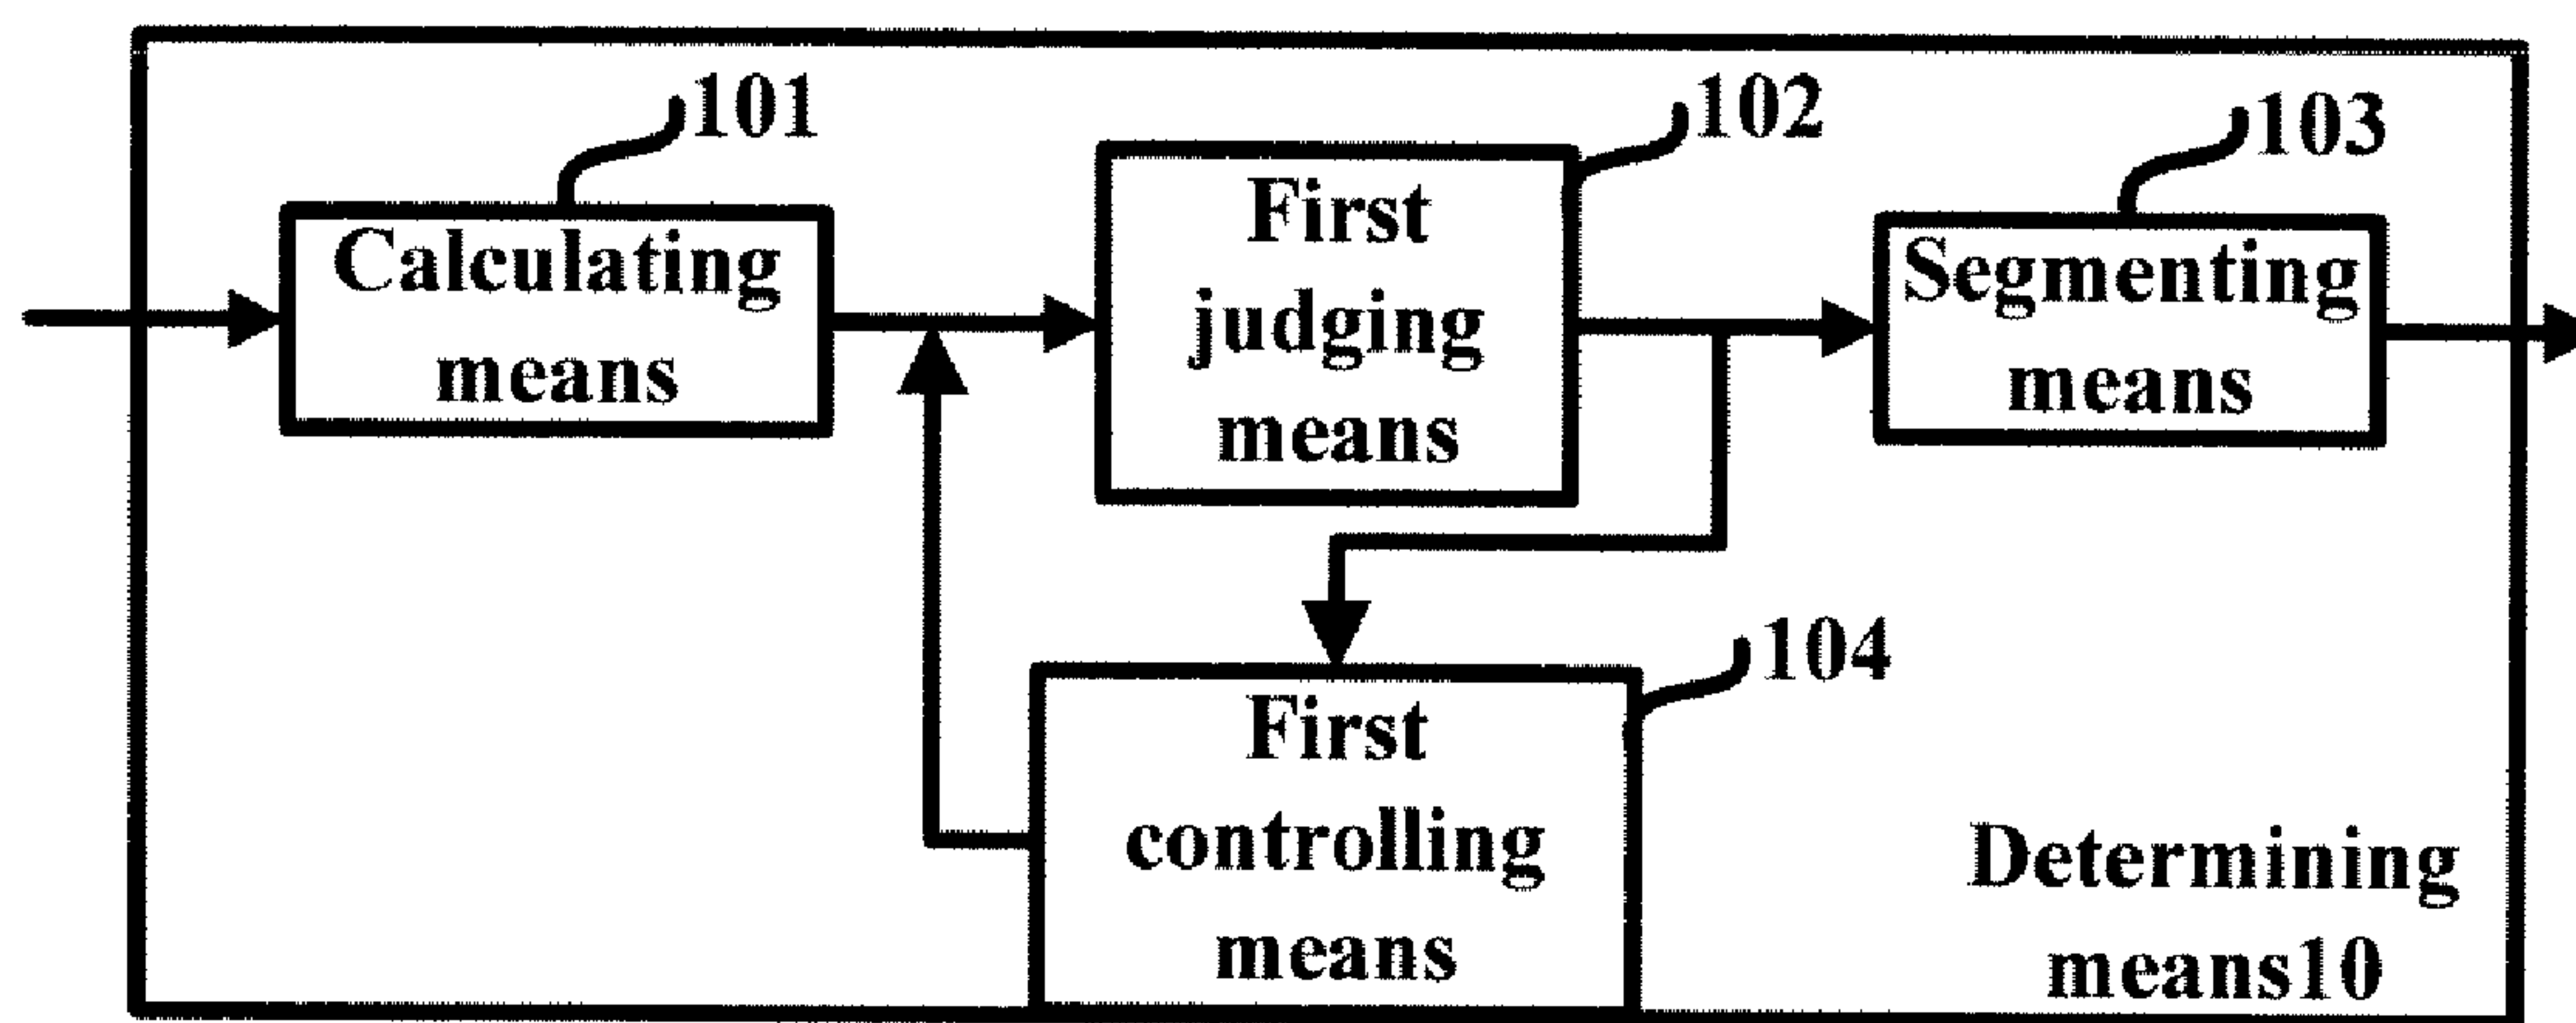 101
102
103
Calculating
means
First
judging
means
Segmenting
means
104
First
controlling
means
Determining
means10